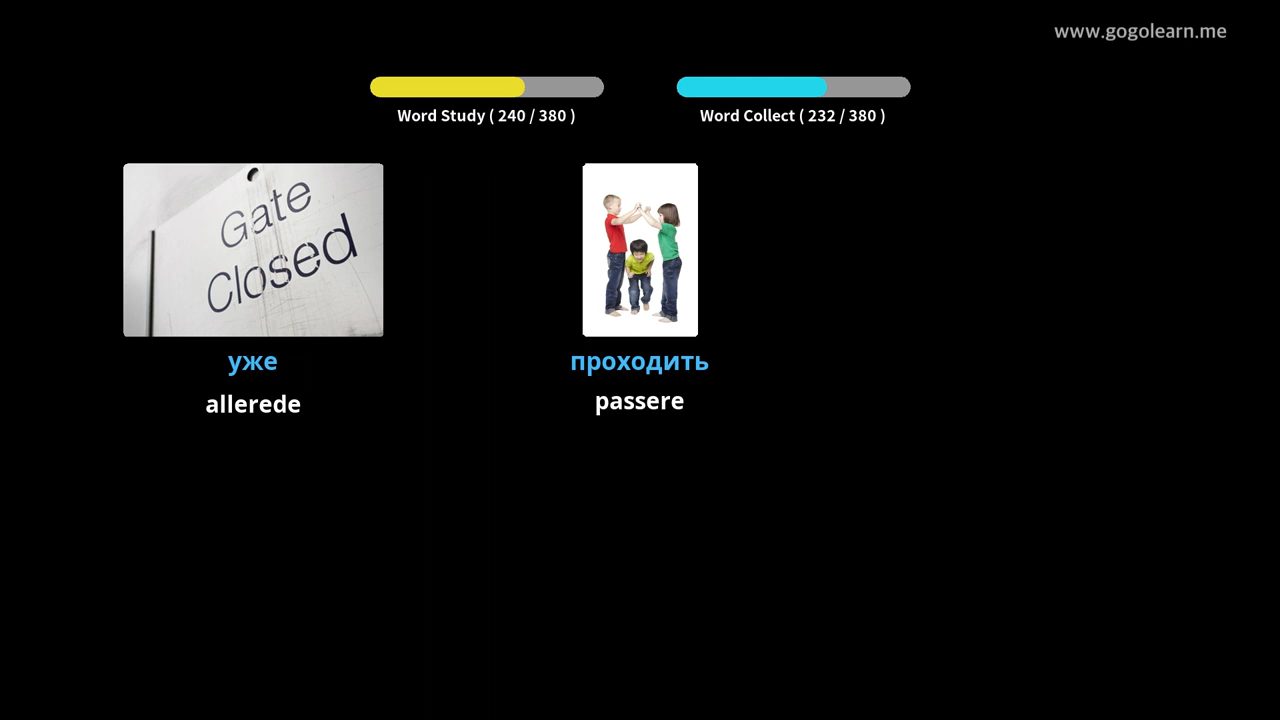 www.gogolearn.me
Word Study ( 240 / 380 )
Word Collect ( 232 / 380 )
Gate
Closed
уже
allerede
проходить
passere